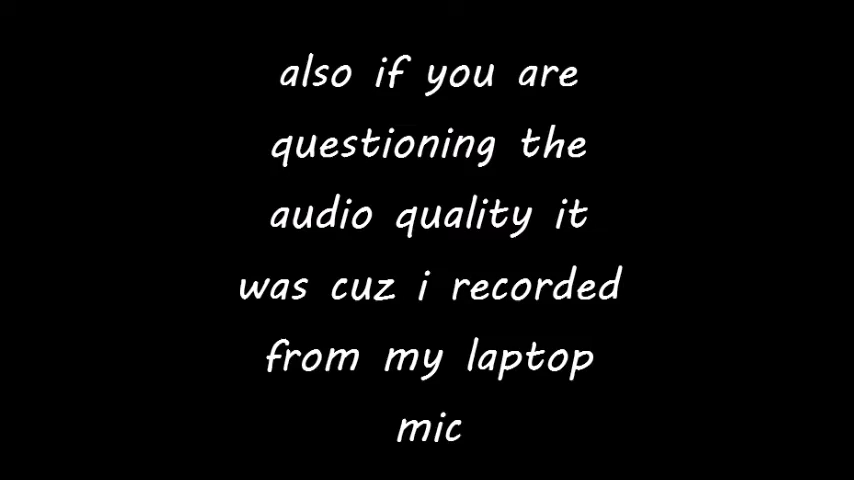 also if you are
questioning the
audio quality it
was cuz i recorded
from my laptop
mic